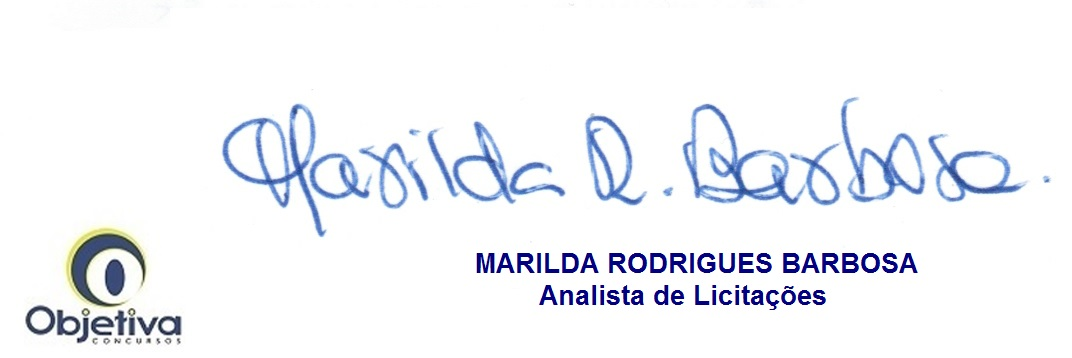 Marilda R. Barbosa.
MARILDA RODRIGUES BARBOSA
Analista de Licitações
Objetiva
CONCURSOS